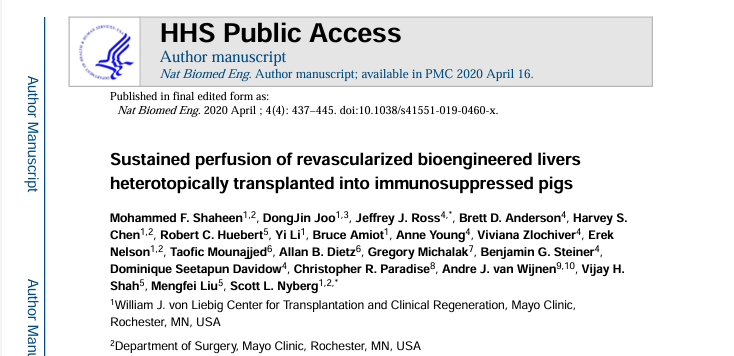 HHS Public Access
Author manuscript
Nat Biomed Eng. Author manuscript; available in PMC 2020 April 16.
Published in final edited form as:
Nat Biomed Eng. 2020 April ; 4(4): 437–445. doi:10.1038/s41551-019-0460-x.
Sustained perfusion of revascularized bioengineered livers
heterotopically transplanted into immunosuppressed pigs
Mohammed F. Shaheen1,2, DongJin Joo1,3, Jeffrey J. Ross4,*, Brett D. Anderson4, Harvey S.
Chen1,2, Robert C. Huebert5, Yi Li1, Bruce Amiot1, Anne Young4, Viviana Zlochiver4, Erek
Nelson1,2, Taofic Mounajjed6, Allan B. Dietz6, Gregory Michalak7, Benjamin G. Steiner4,
Dominique Seetapun Davidow4, Christopher R. Paradise8, Andre J. van Wijnen9,10, Vijay H.
Shah5, Mengfei Liu5, Scott L. Nyberg1,2,*
1William J. von Liebig Center for Transplantation and Clinical Regeneration, Mayo Clinic,
Rochester, MN, USA
2Department of Surgery, Mayo Clinic, Rochester, MN, USA
Author Manuscript
Author Manu